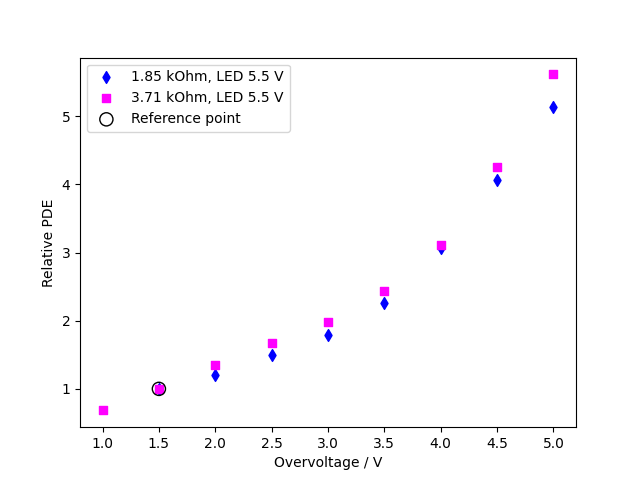 1.85 kOhm, LED 5.5 V
3.71 kOhm, LED 5.5 V
Reference point
Relative PDE
5
4
3
2
1
1.0 1.5 2.0 2.5 3.0 3.5 4.0 4.5 5.0
Overvoltage / V